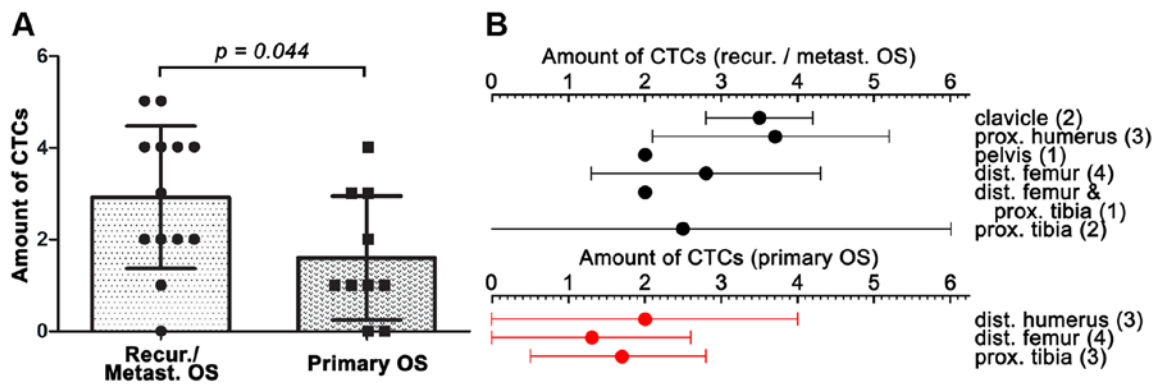 A
p = 0.044
6
4
2
0
Amount of CTCs
Recur./
Metast. OS
Primary OS
B
Amount of CTCs (recur. / metast. OS)
0 1 2 3 4 5 6
clavicle (2)
prox. humerus (3)
pelvis (1)
dist. femur (4)
dist. femur &
prox. tibia (1)
prox. tibia (2)
Amount of CTCs (primary OS)
0 1 2 3 4 5 6
dist. humerus (3)
dist. femur (4)
prox. tibia (3)